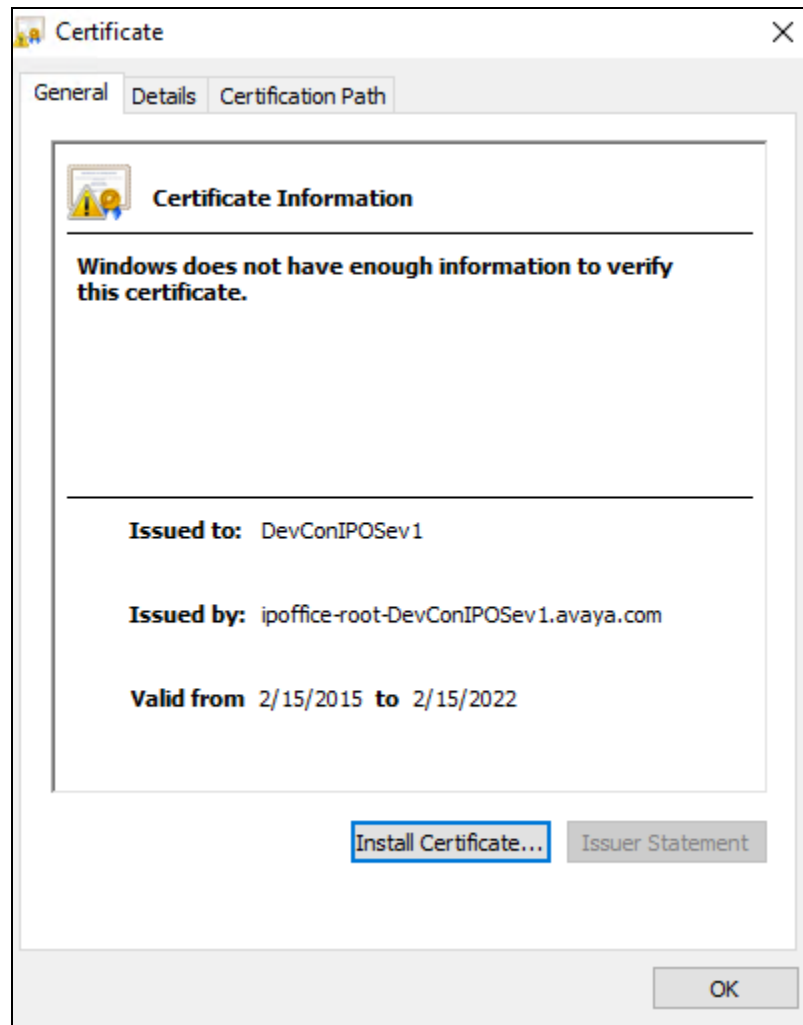 Certificate
General Details Certification Path
Certificate Information
Windows does not have enough information to verify
this certificate.
Issued to: DevConIPOSev1
Issued by: ipoffice-root-DevConIPOSev1.avaya.com
Valid from 2/15/2015 to 2/15/2022
Install Certificate... Issuer Statement
OK